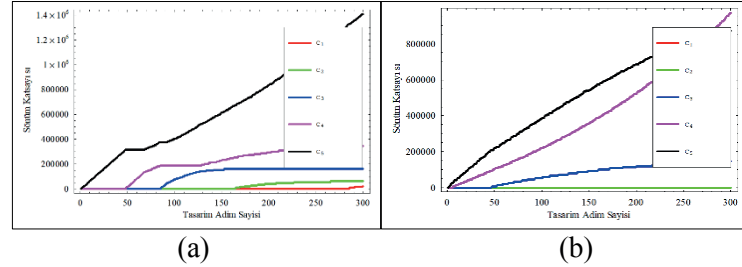 1.4×10⁶
1.2×10⁶
1×10⁶
800000
600000
400000
200000
0
Sönüm Katsayısı
0 50 100 150 200 250 300
Tasarim Adim Sayisi
C₁
C₂
C₃
C₄
C₅
(a)
800000
600000
400000
200000
0
Sönüm Katsayı sı
0 50 100 150 200 250 300
Tasarim Adim Sayisi
C₁
C₂
C₃
C₄
C₅
(b)